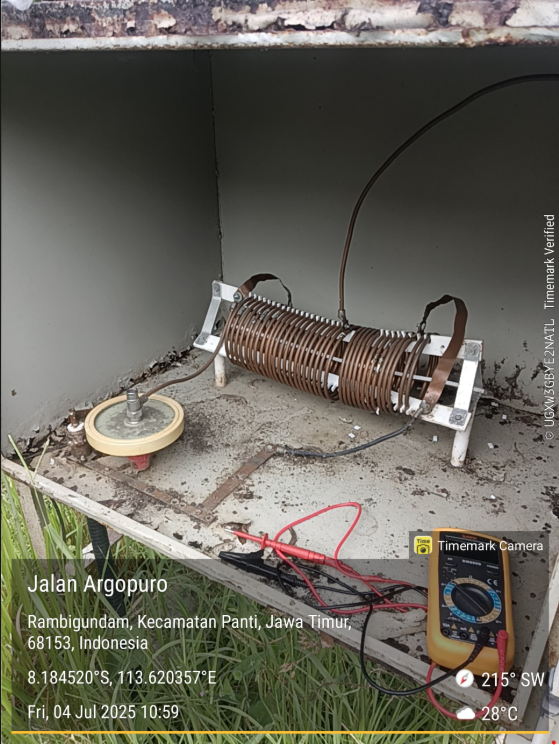 © UGXW3GBYE2NATL Timemark Verified
Time
Timemark Camera
Jalan Argopuro
Rambigundam, Kecamatan Panti, Jawa Timur,
68153, Indonesia
8.184520°S, 113.620357°E
215° SW
Fri, 04 Jul 2025 10:59
28°C